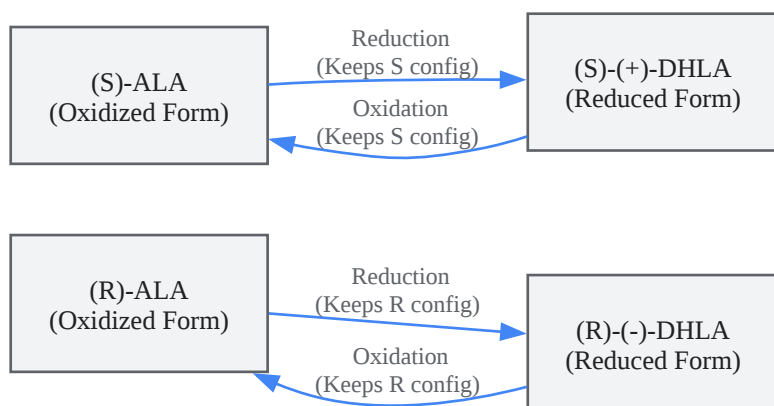 (S)-ALA
(Oxidized Form)
Reduction
(Keeps S config)
Oxidation
(Keeps S config)
(S)-(+)-DHLA
(Reduced Form)
(R)-ALA
(Oxidized Form)
Reduction
(Keeps R config)
Oxidation
(Keeps R config)
(R)-(-)-DHLA
(Reduced Form)